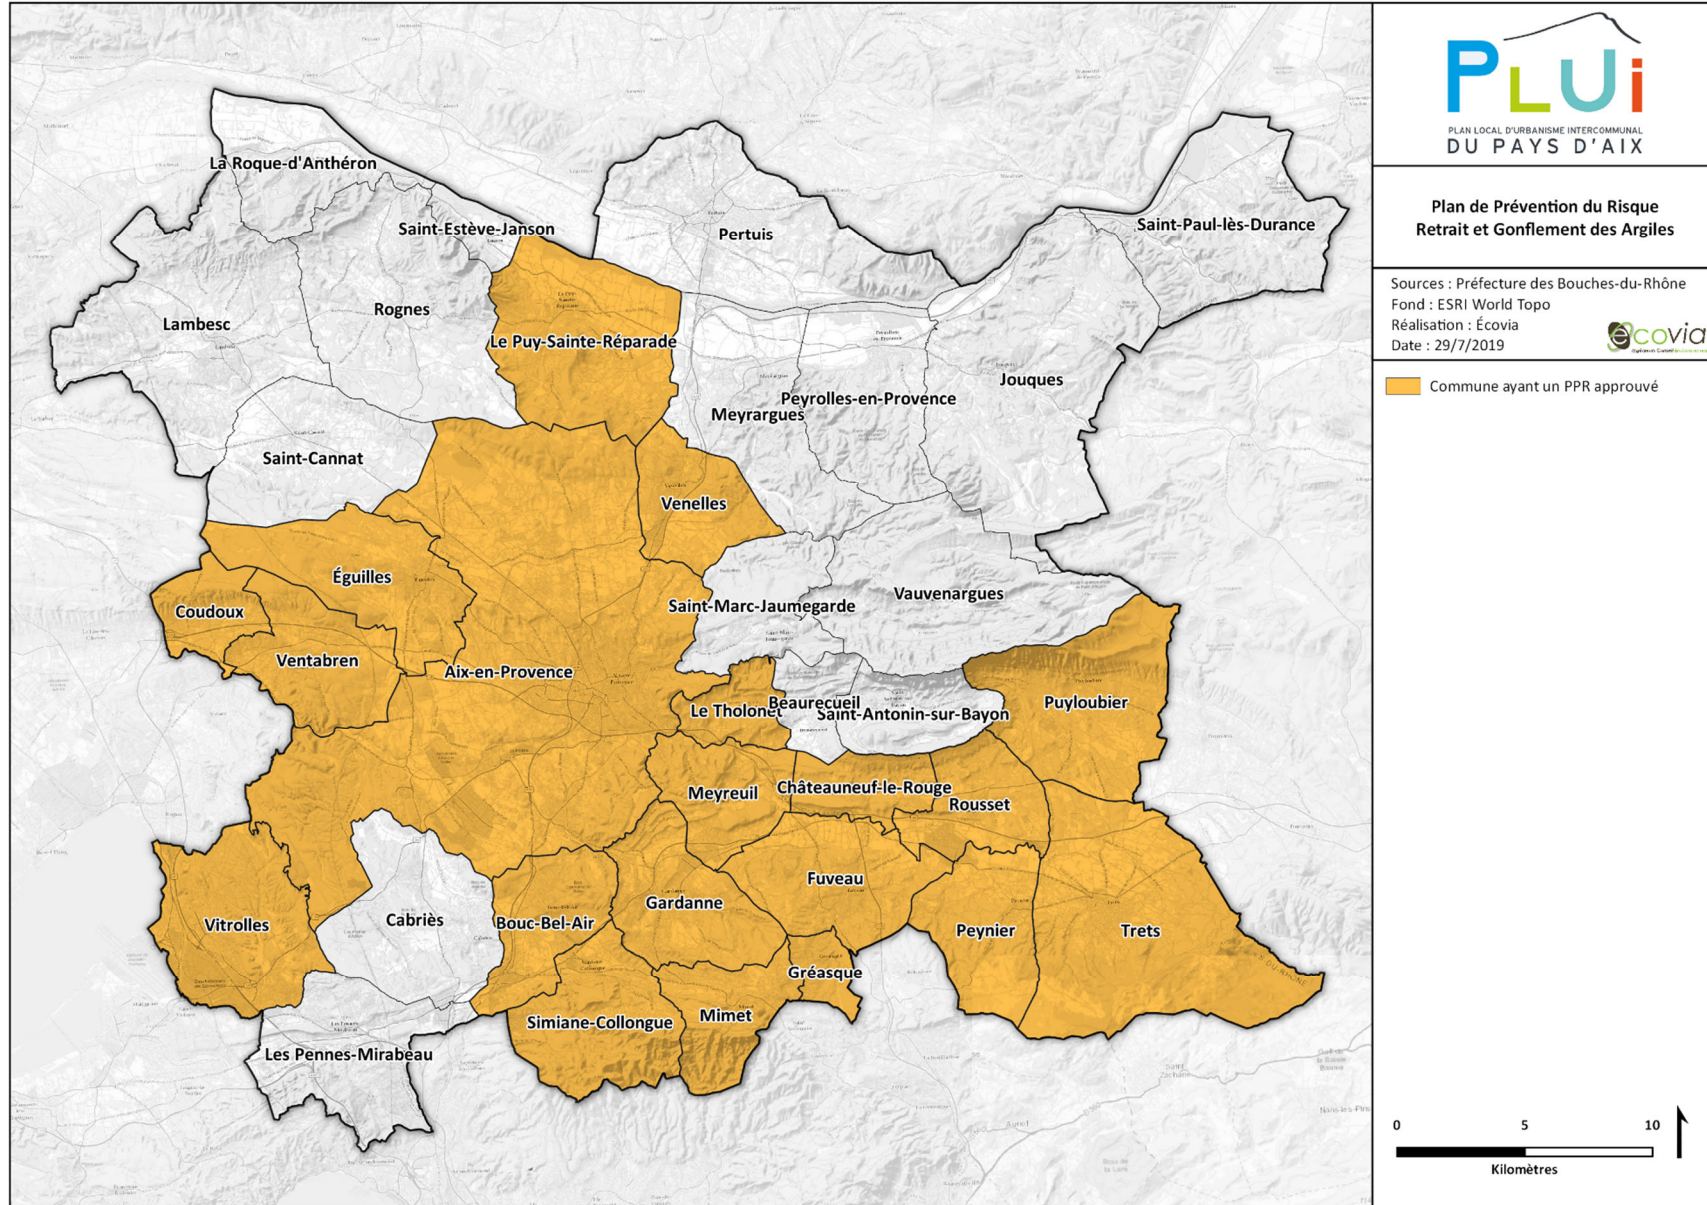 La Roque-d'Anthéron
Saint-Estève-Janson
Pertuis
Saint-Paul-lès-Durance
Lambesc
Rognes
Le Puy-Sainte-Réparade
Jouques
Meyrargues
Peyrolles-en-Provence
Saint-Cannat
Venelles
Éguilles
Coudoux
Saint-Marc-Jaumegarde
Vauvenargues
Ventabren
Aix-en-Provence
Le Tholonet
Beaurecueil
Saint-Antonin-sur-Bayon
Puyloubier
Meyreuil
Châteauneuf-le-Rouge
Rousset
Fuveau
Gardanne
Vitrolles
Cabriès
Bouc-Bel-Air
Peynier
Trets
Gréasque
Simiane-Collongue
Mimet
Les Pennes-Mirabeau
PLUi
PLAN LOCAL D'URBANISME INTERCOMMUNAL
DU PAYS D'AIX
Plan de Prévention du Risque
Retrait et Gonflement des Argiles
Sources : Préfecture des Bouches-du-Rhône
Fond : ESRI World Topo
Réalisation : Écovia
Date : 29/7/2019
écovia
Commune ayant un PPR approuvé
0 5 10
Kilomètres